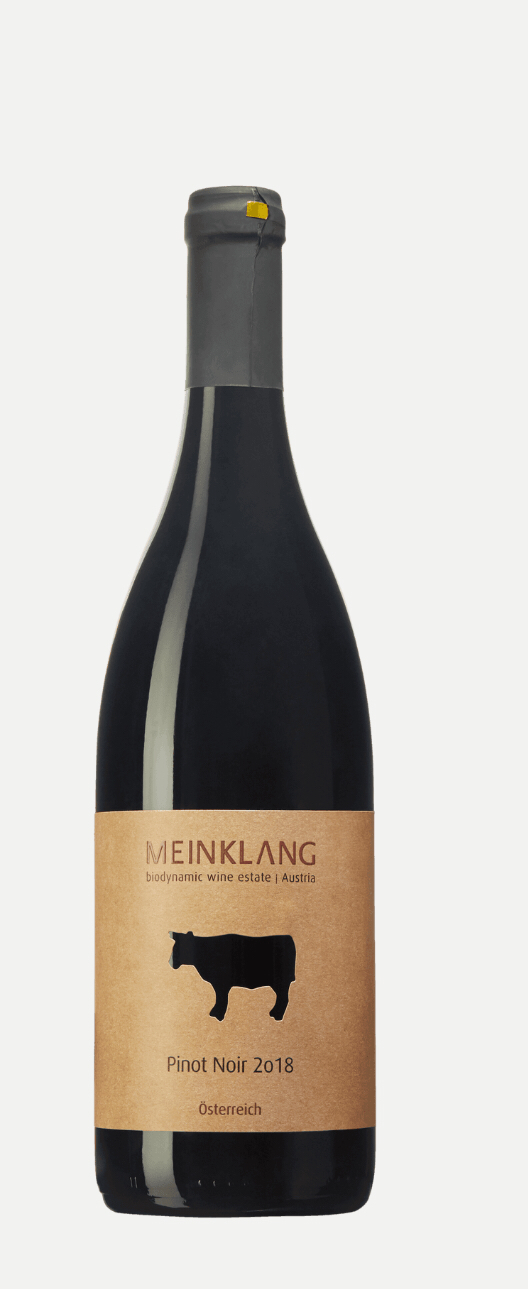 MEINKLANG
biodynamic wine estate | Austria
Pinot Noir 2018
Österreich